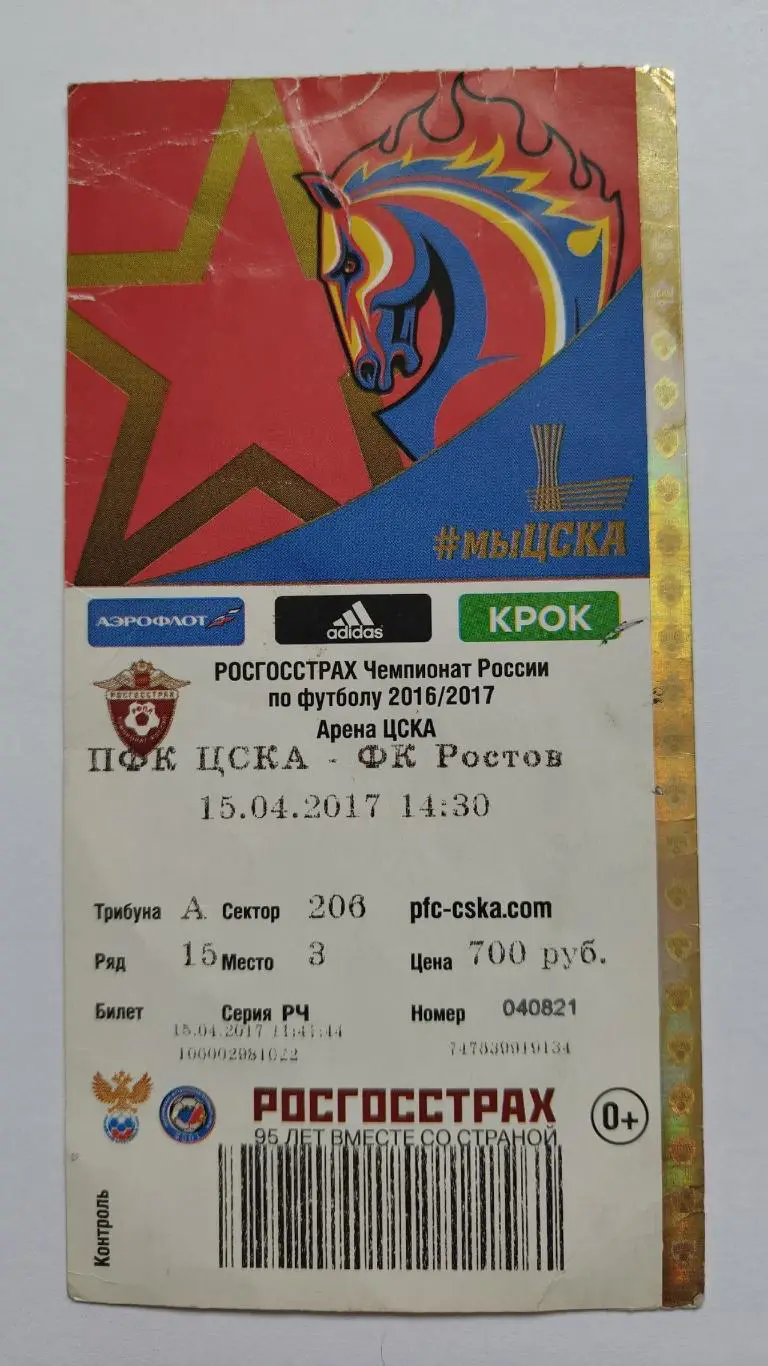 #мыЦСКА
АЭРОФЛОТ adidas КРОК
РОСГОССТРАХ Чемпионат России
по футболу 2016/2017
Арена ЦСКА
РОСГОССТРАХ
ПФК ЦСКА - ФК Ростов
15.04.2017 14:30
Трибуна А Сектор 206 pfc-cska.com
Ряд 15 Место 3 Цена 700 руб.
Билет Серия РЧ Номер 040821
15.04.2017 11:41:44
100002981022 747839919134
РОСГОССТРАХ 0+
95 ЛЕТ ВМЕСТЕ СО СТРАНОЙ
Контроль